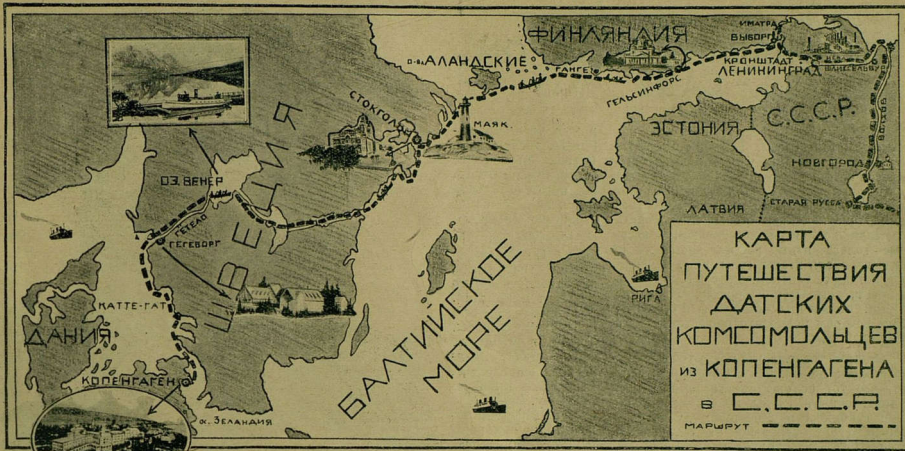 ФИНЛЯНДИЯ
ИМАТРА
ВЫБОРГ
О-ВА АЛАНДСКИЕ
ГАНГЕ
КРОНШТАДТ
ЛЕНИНГРАД
ГЕЛЬСИНФОРС
СТОКГОЛЬМ
МАЯК.
ЭСТОНИЯ
С.С.С.Р.
НОВГОРОД
ОЗ. ВЕНЕР
ШВЕЦИЯ
СТАРАЯ РУССА
ЛАТВИЯ
ГЕТЕБО
ГЕТЕБОРГ
РИГА
КАТТЕ-ГАТ
ДАНИЯ
БАЛТИЙСКОЕ
МОРЕ
КОПЕНГАГЕН
ЗЕЛАНДИЯ
КАРТА
ПУТЕШЕСТВИЯ
ДАТСКИХ
КОМСОМОЛЬЦЕВ
ИЗ КОПЕНГАГЕНА
В С.С.С.Р.
МАРШРУТ